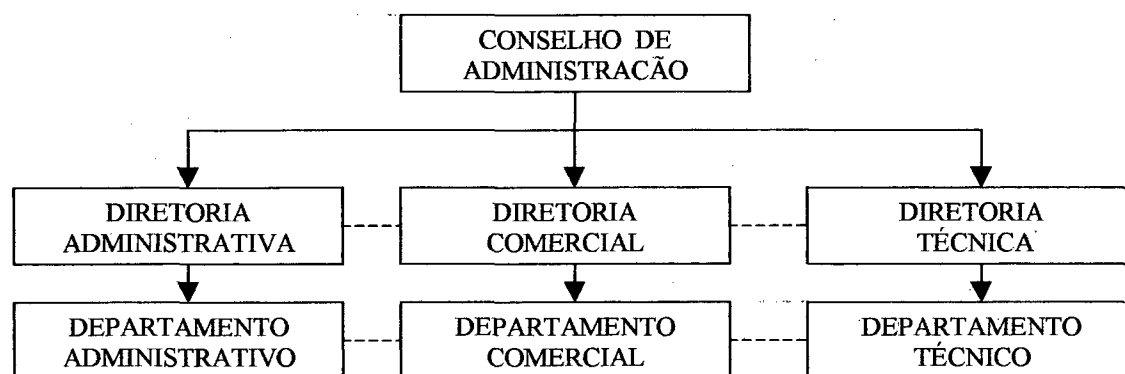 CONSELHO DE
ADMINISTRACÃO
DIRETORIA
ADMINISTRATIVA
DIRETORIA
COMERCIAL
DIRETORIA
TÉCNICA
DEPARTAMENTO
ADMINISTRATIVO
DEPARTAMENTO
COMERCIAL
DEPARTAMENTO
TÉCNICO